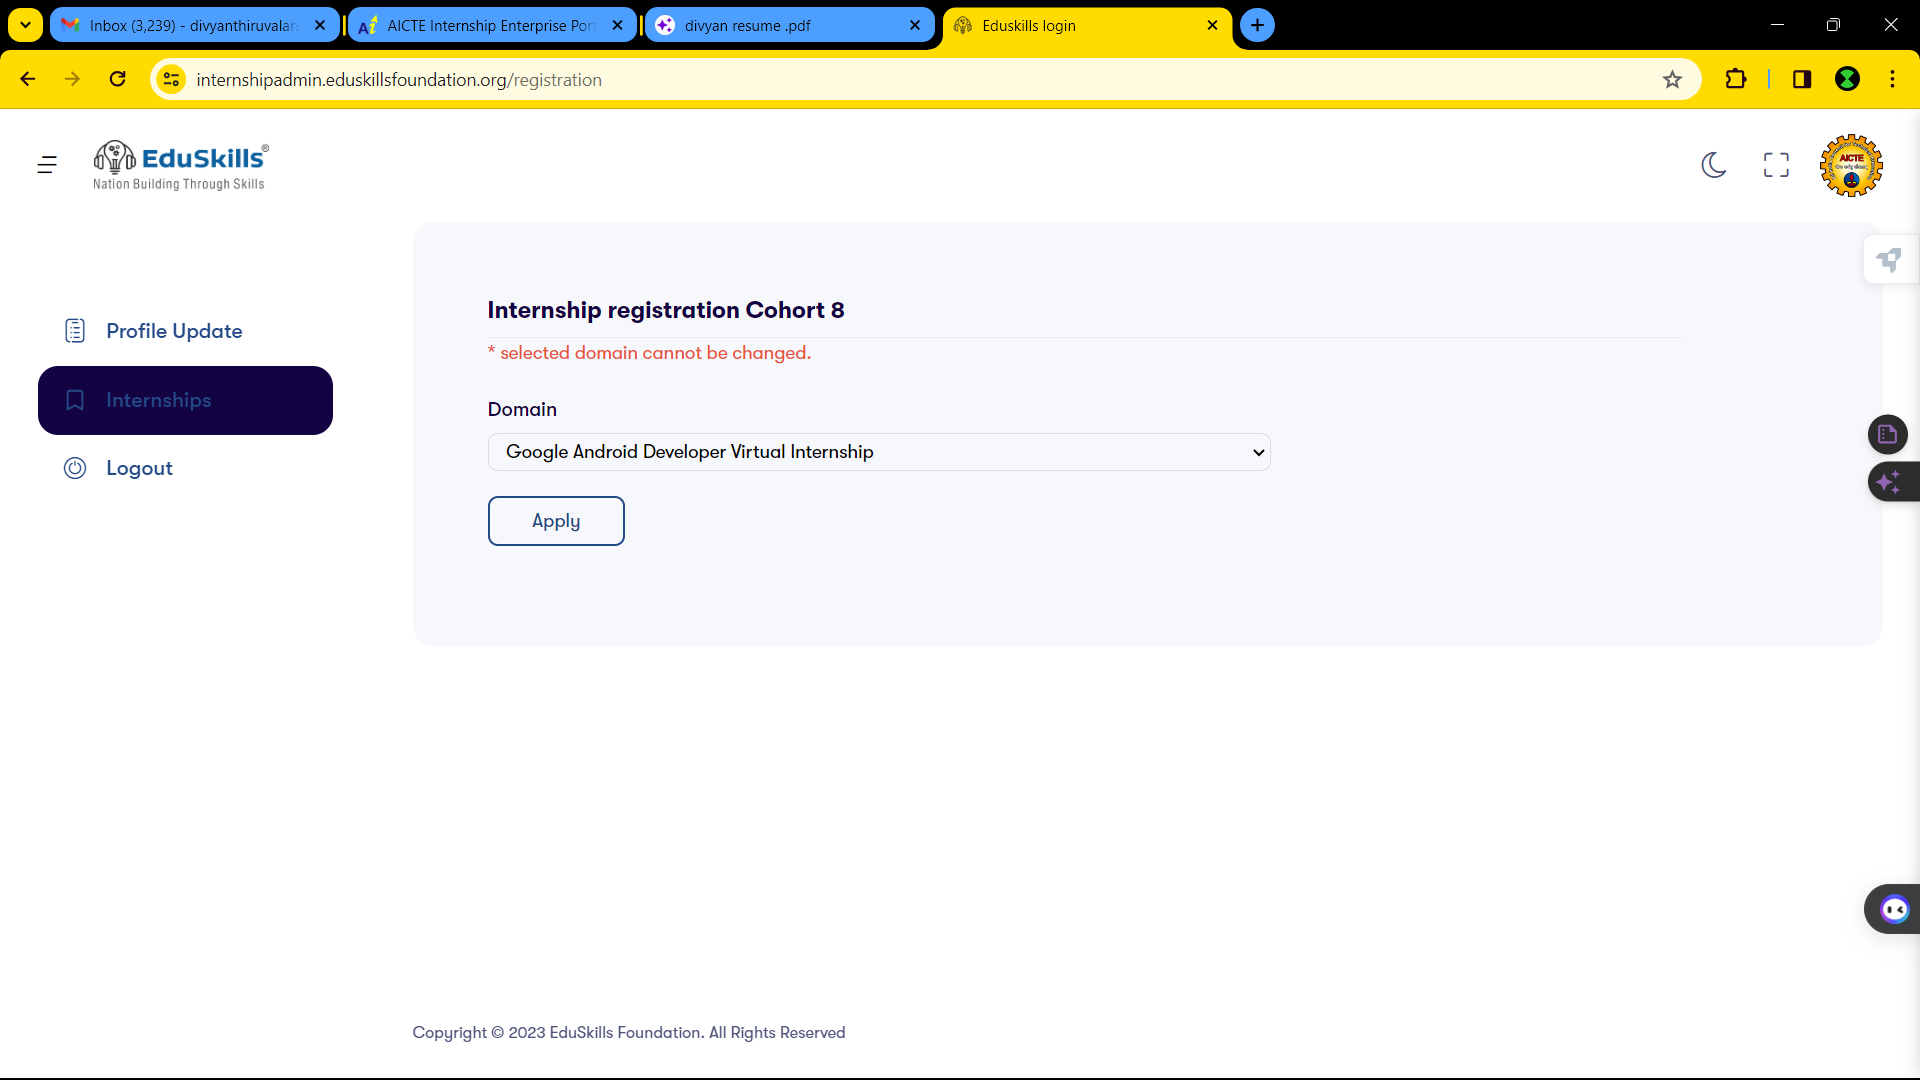 Inbox (3,239) - divyanthiruvalar
AICTE Internship Enterprise Port
divyan resume .pdf
Eduskills login
internshipadmin.eduskillsfoundation.org/registration
EduSkills®
Nation Building Through Skills
AICTE
Profile Update
Internships
Logout
Internship registration Cohort 8
* selected domain cannot be changed.
Domain
Google Android Developer Virtual Internship
Apply
Copyright © 2023 EduSkills Foundation. All Rights Reserved